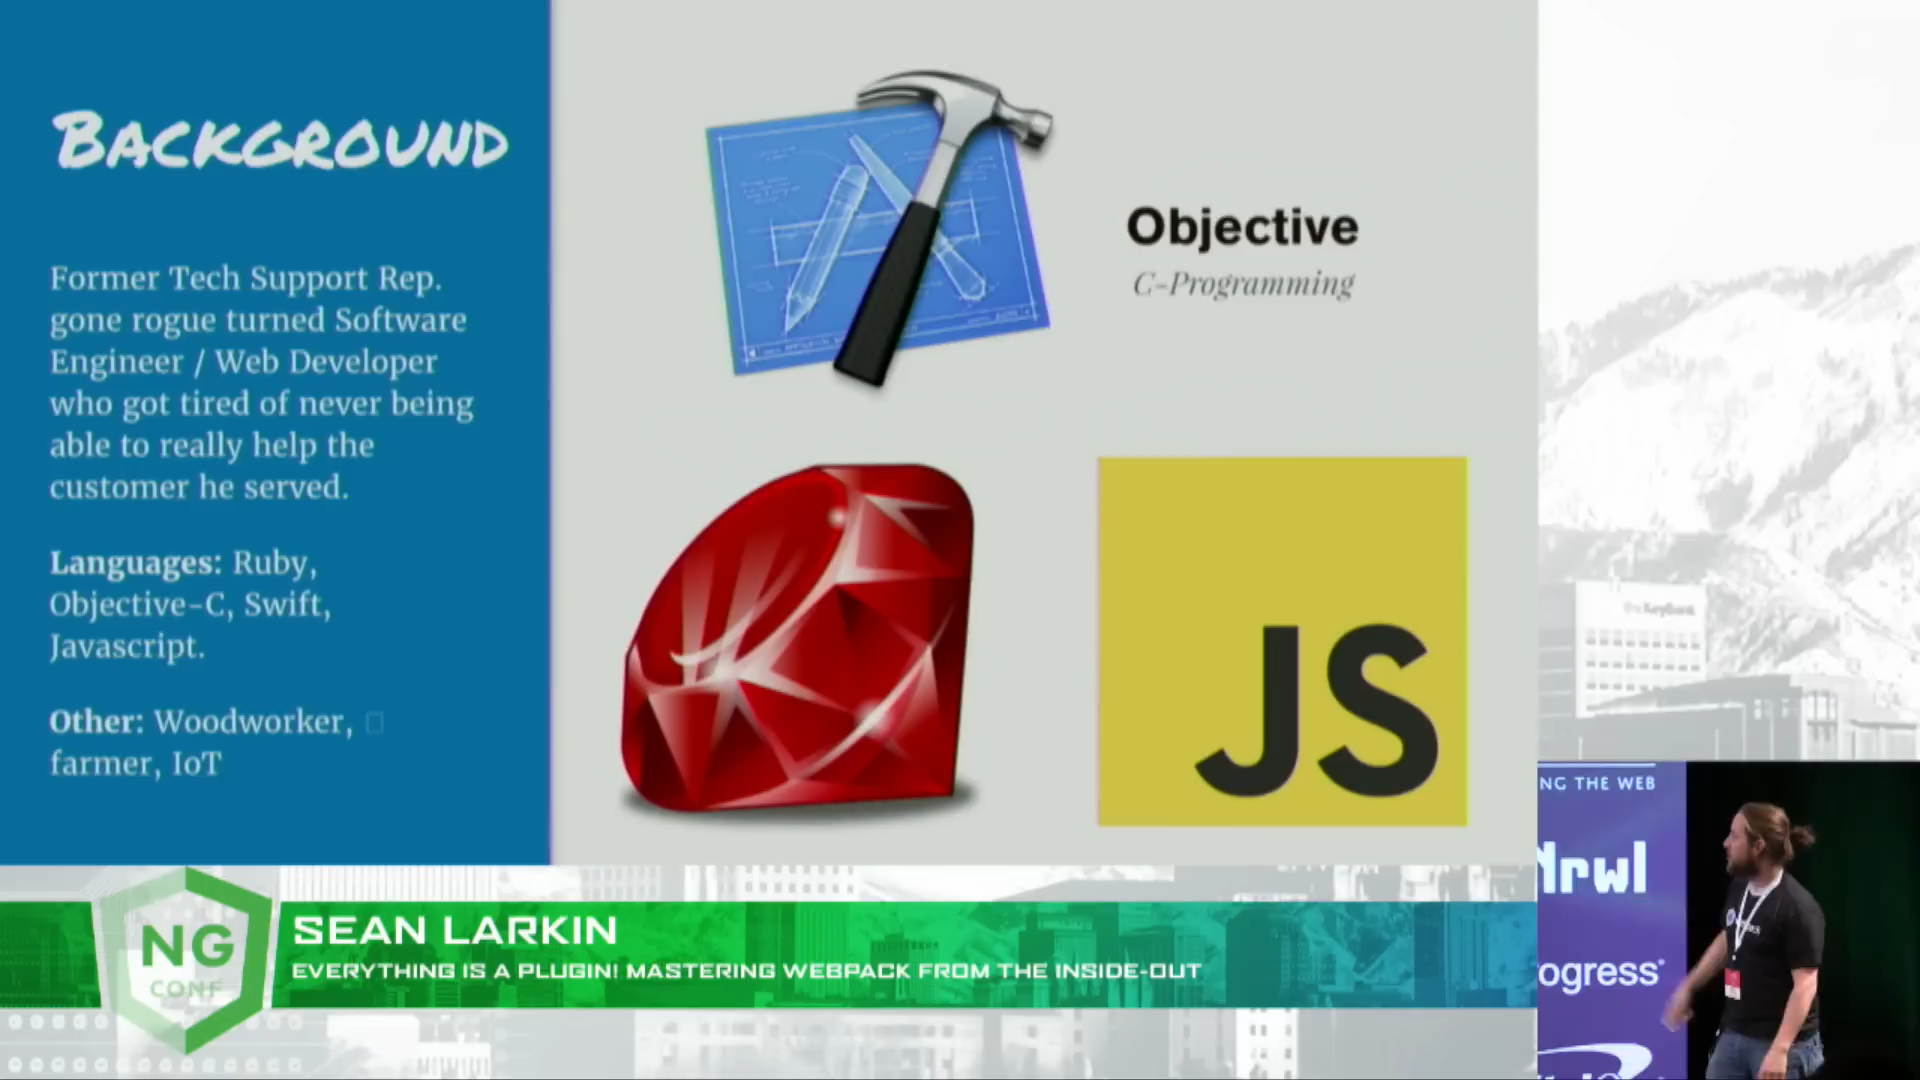 BACKGROUND
Former Tech Support Rep.
gone rogue turned Software
Engineer / Web Developer
who got tired of never being
able to really help the
customer he served.
Languages: Ruby,
Objective-C, Swift,
Javascript.
Other: Woodworker,
farmer, IoT
Objective
C-Programming
JS
KeyBank
NG THE WEB
Nrwl
ogress
NG
CONF
SEAN LARKIN
EVERYTHING IS A PLUGIN! MASTERING WEBPACK FROM THE INSIDE-OUT